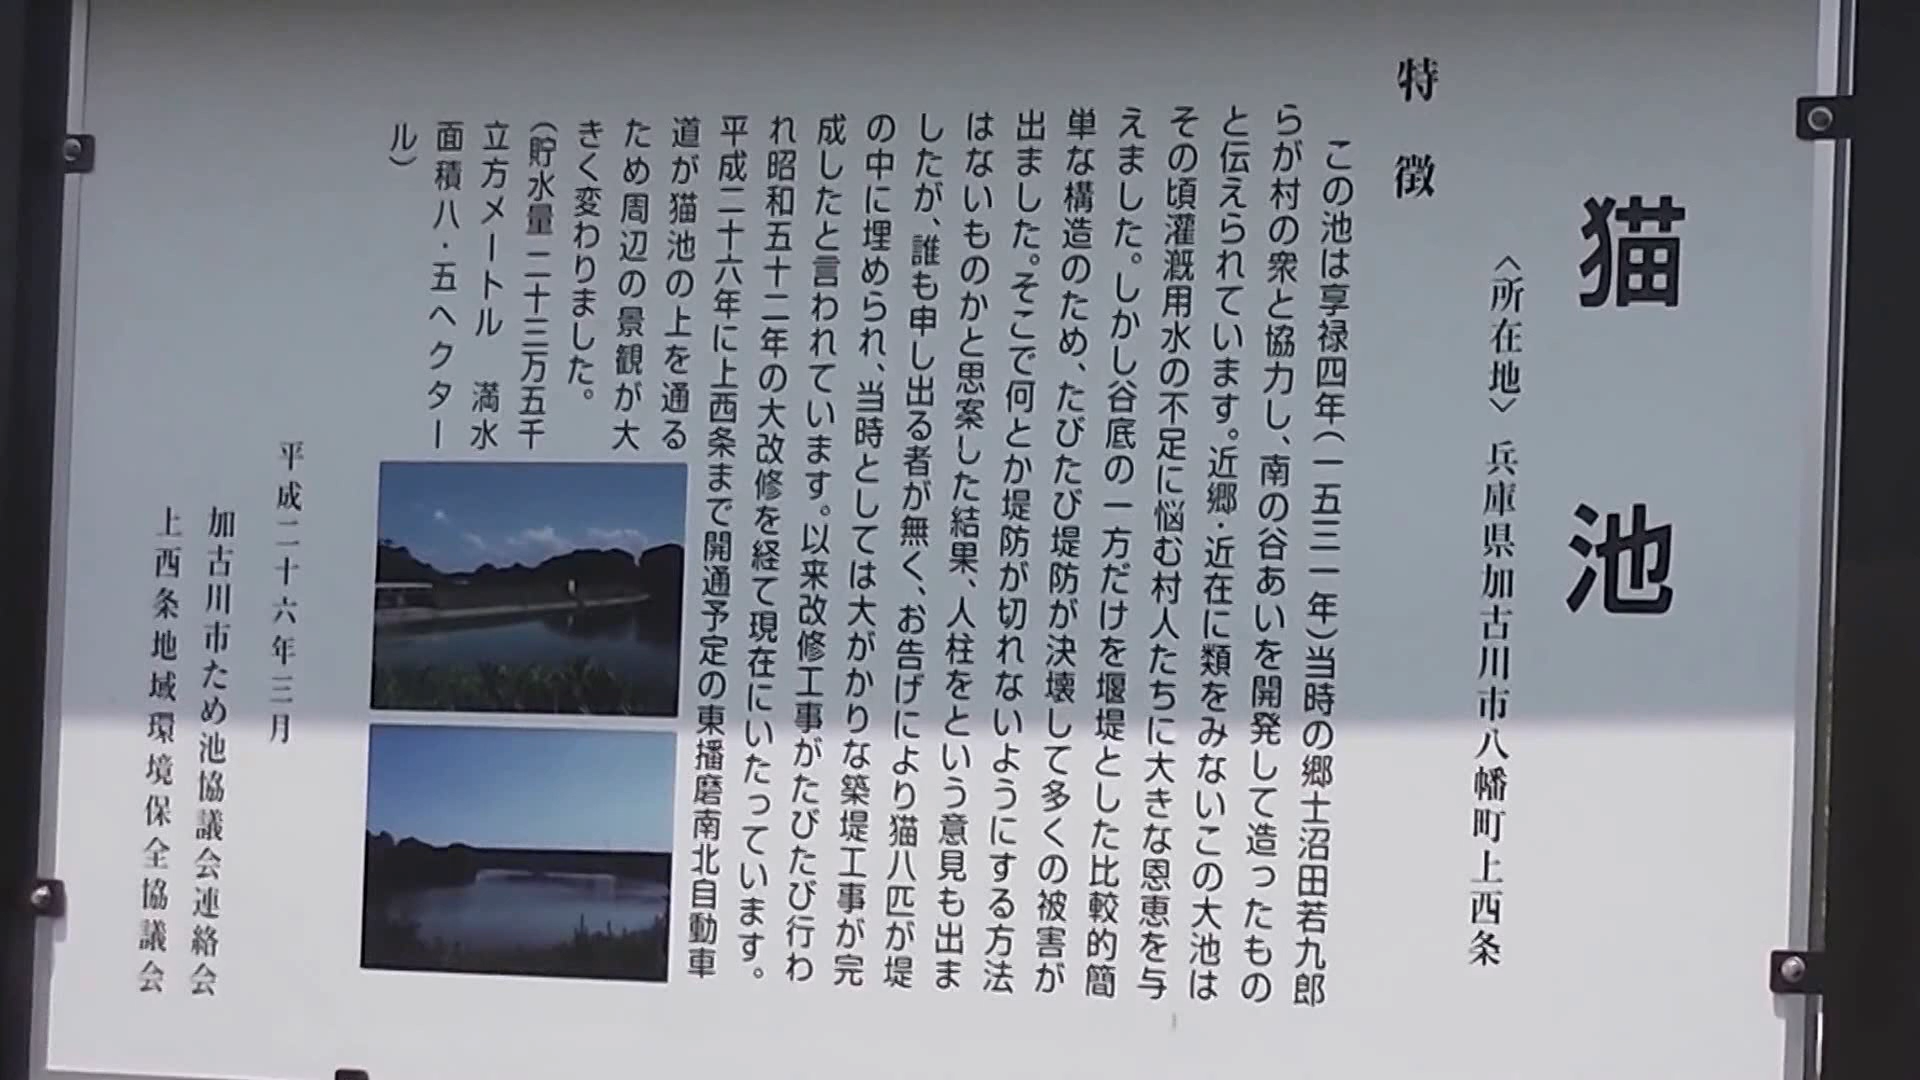 猫池
〈所在地〉兵庫県加古川市八幡町上西条
特徴
この池は享禄四年(一五三一年)当時の郷士沼田若九郎
らが村の衆と協力し、南の谷あいを開発して造ったもの
と伝えられています。近郷・近在に類をみないこの大池は
その頃灌漑用水の不足に悩む村人たちに大きな恩恵を与
えました。しかし谷底の一方だけを堰堤とした比較的簡
単な構造のため、たびたび堤防が決壊して多くの被害が
出ました。そこで何とか堤防が切れないようにする方法
はないものかと思案した結果、人柱をという意見も出ま
したが、誰も申し出る者が無く、お告げにより猫八匹が堤
の中に埋められ、当時としては大がかりな築堤工事が完
成したと言われています。以来改修工事がたびたび行わ
れ昭和五十二年の大改修を経て現在にいたっています。
平成二十六年に上西条まで開通予定の東播磨南北自動車
道が猫池の上を通る
ため周辺の景観が大
きく変わりました。
(貯水量 二十三万五千
立方メートル 満水
面積八・五ヘクター
ル)
平成二十六年三月
加古川市ため池協議会連絡会
上西条地域環境保全協議会